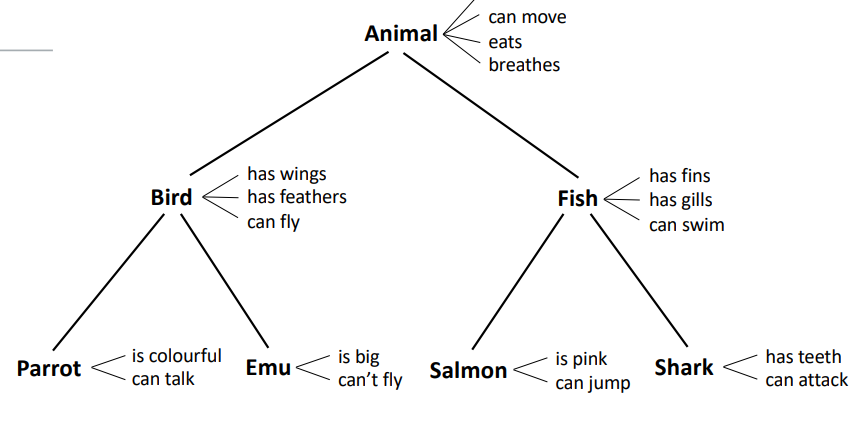 can move
Animal
eats
breathes
has wings
Bird
has feathers
can fly
has fins
Fish
has gills
can swim
Parrot
is colourful
can talk
Emu
is big
can't fly
Salmon
is pink
can jump
Shark
has teeth
can attack